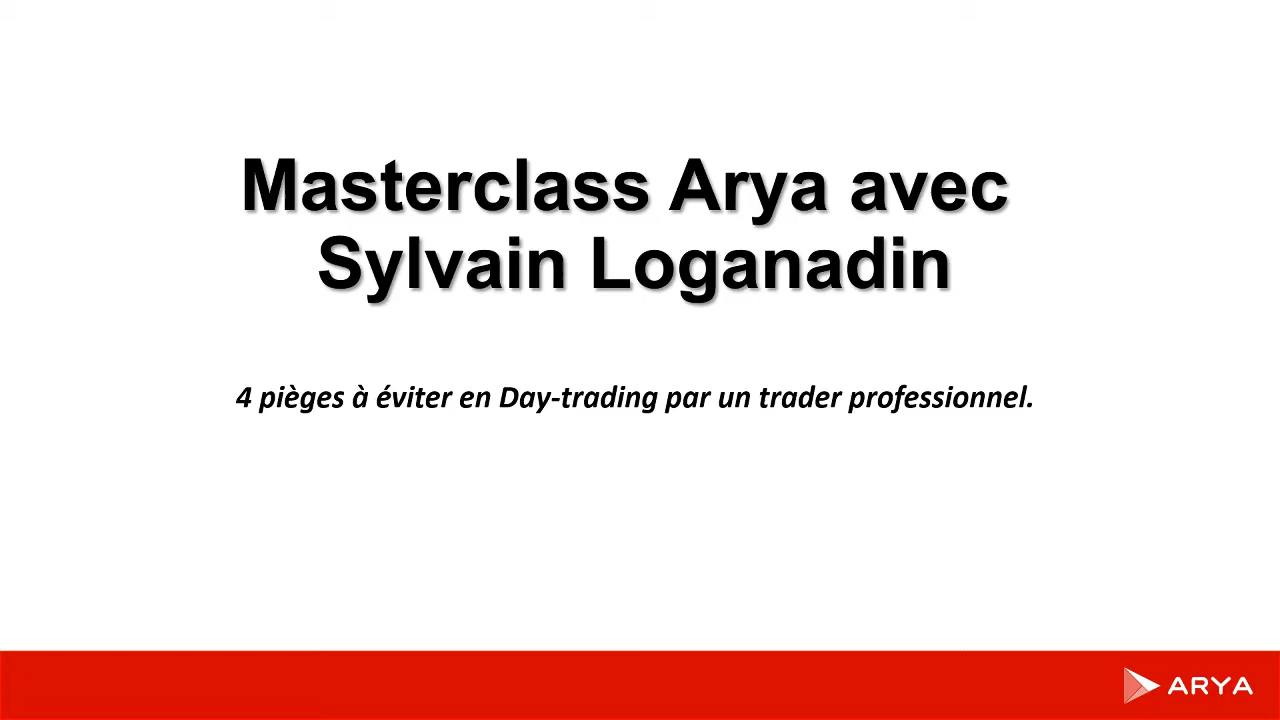 Masterclass Arya avec
Sylvain Loganadin
4 pièges à éviter en Day-trading par un trader professionnel.
ARYA